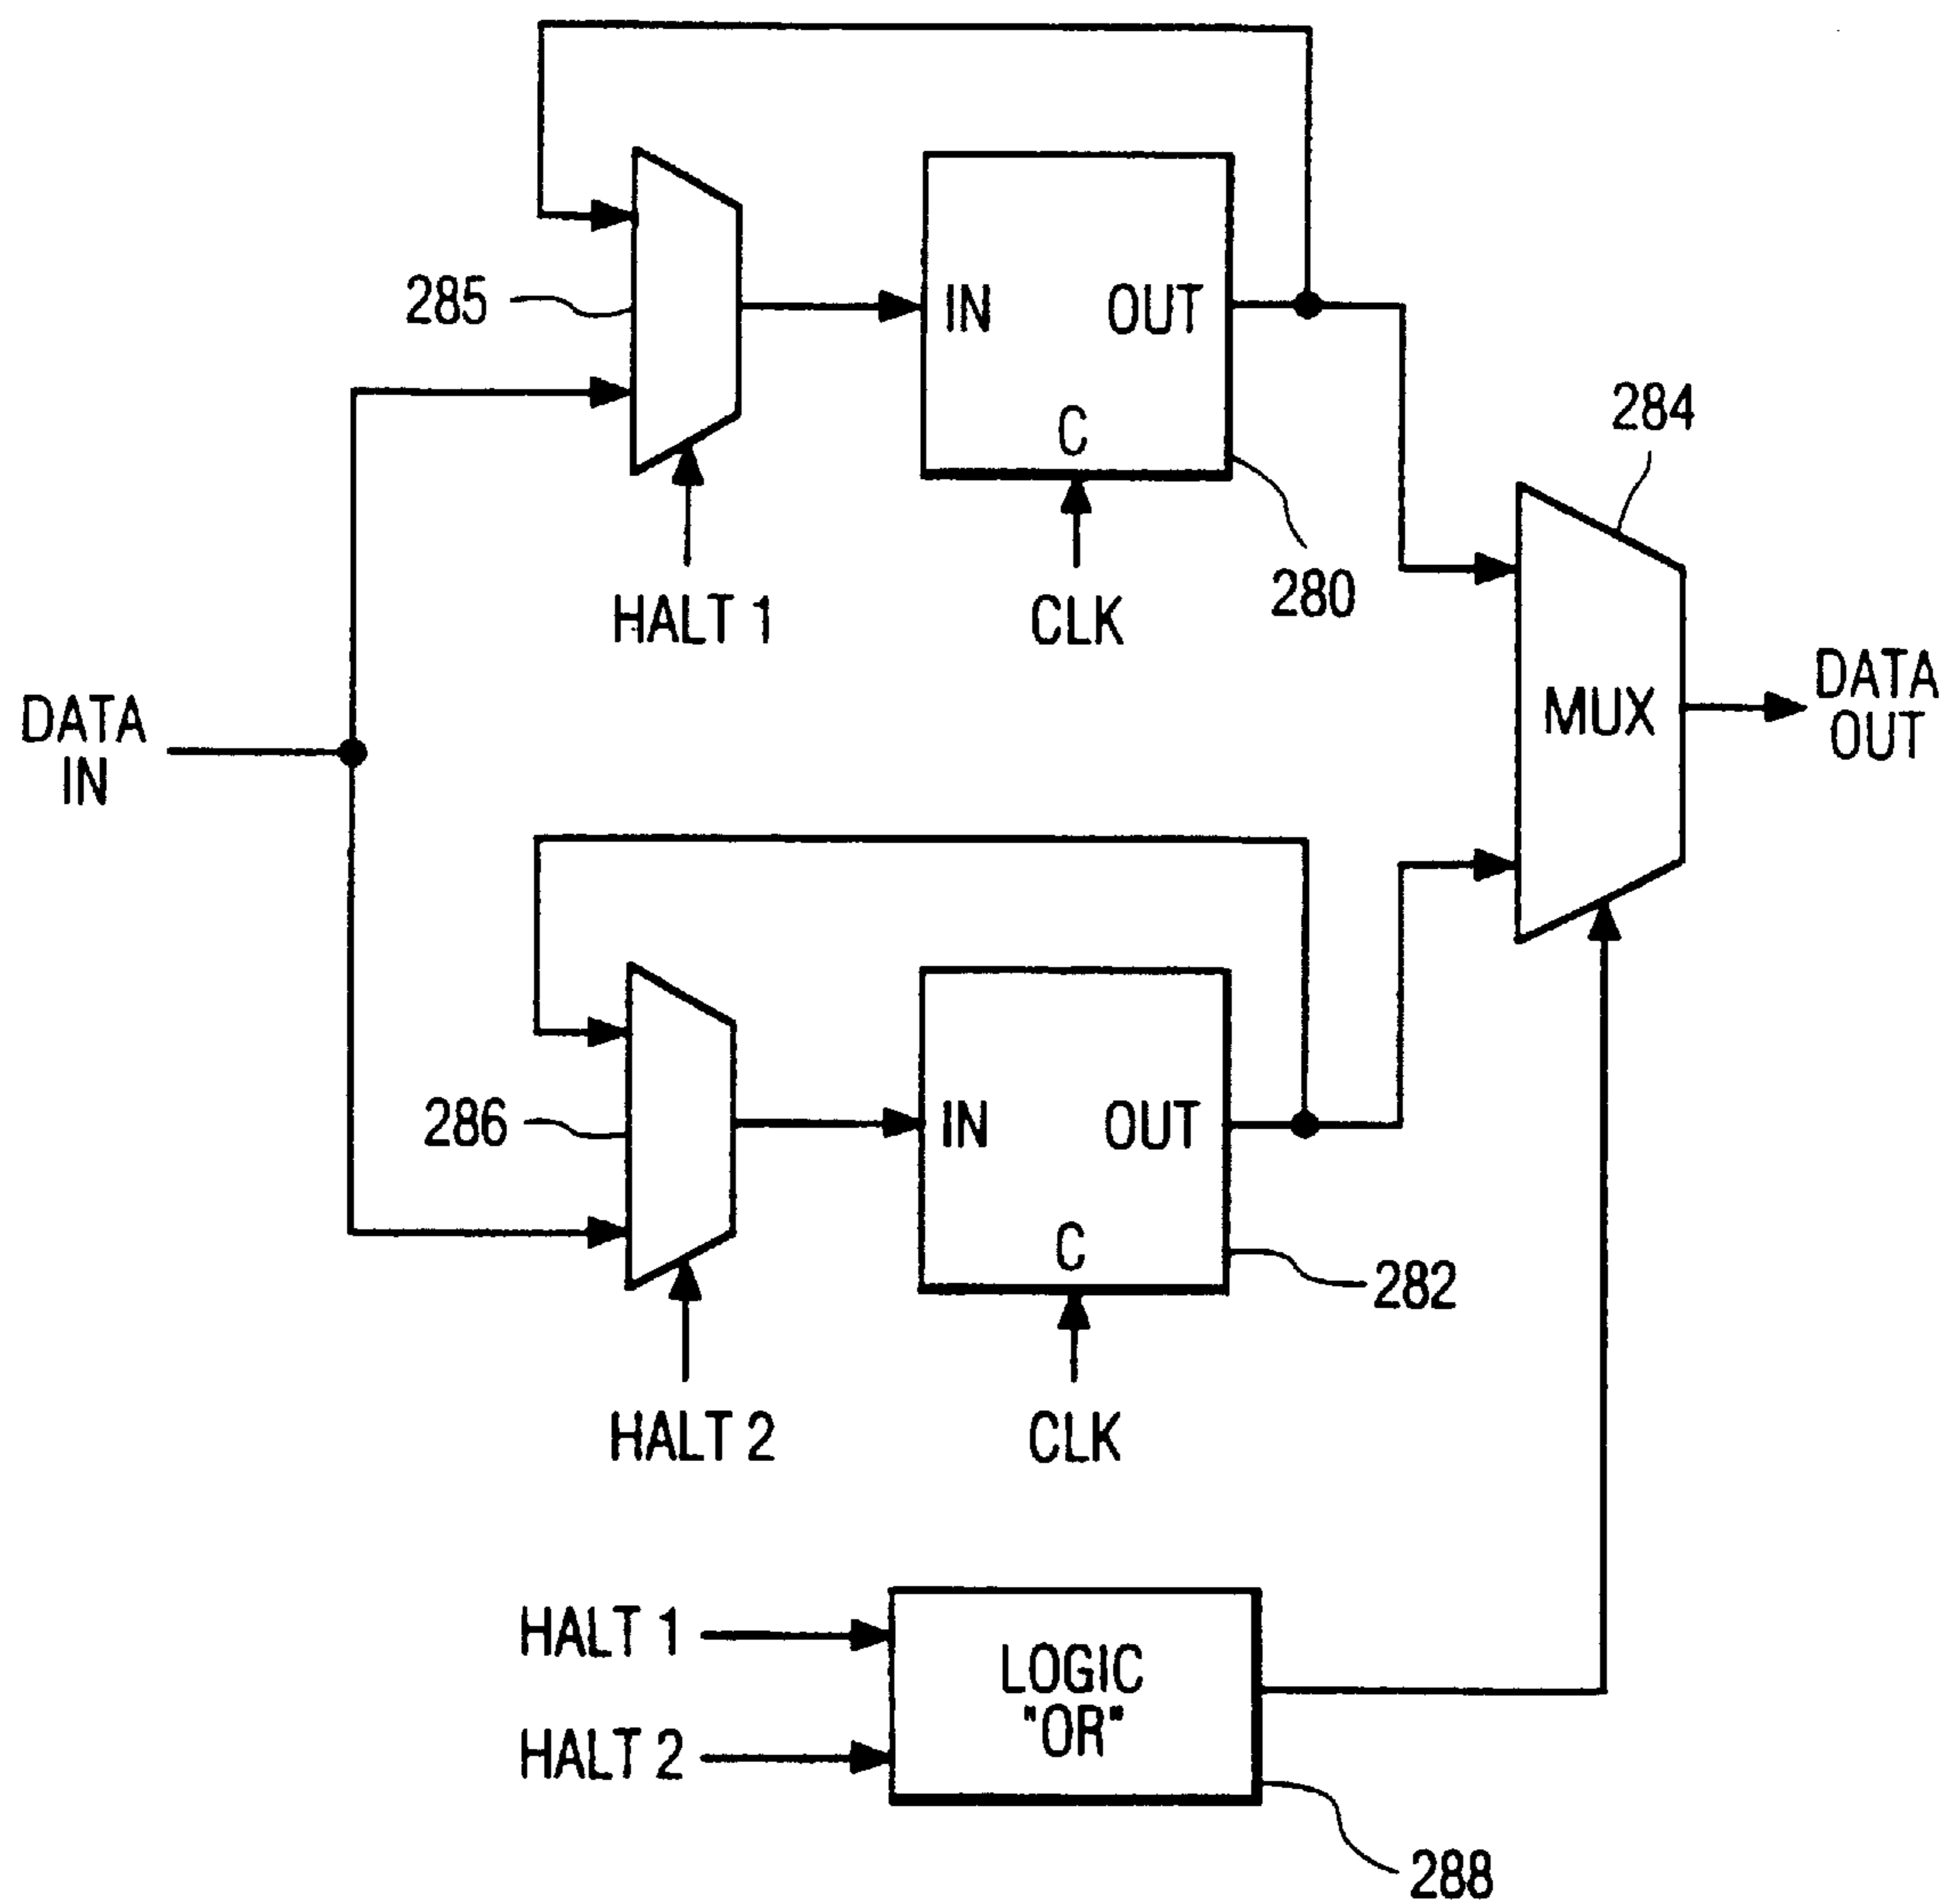 285
IN
OUT
C
284
280
HALT 1
CLK
DATA
IN
MUX
DATA
OUT
286
IN
OUT
C
282
HALT 2
CLK
HALT 1
HALT 2
LOGIC
"OR"
288